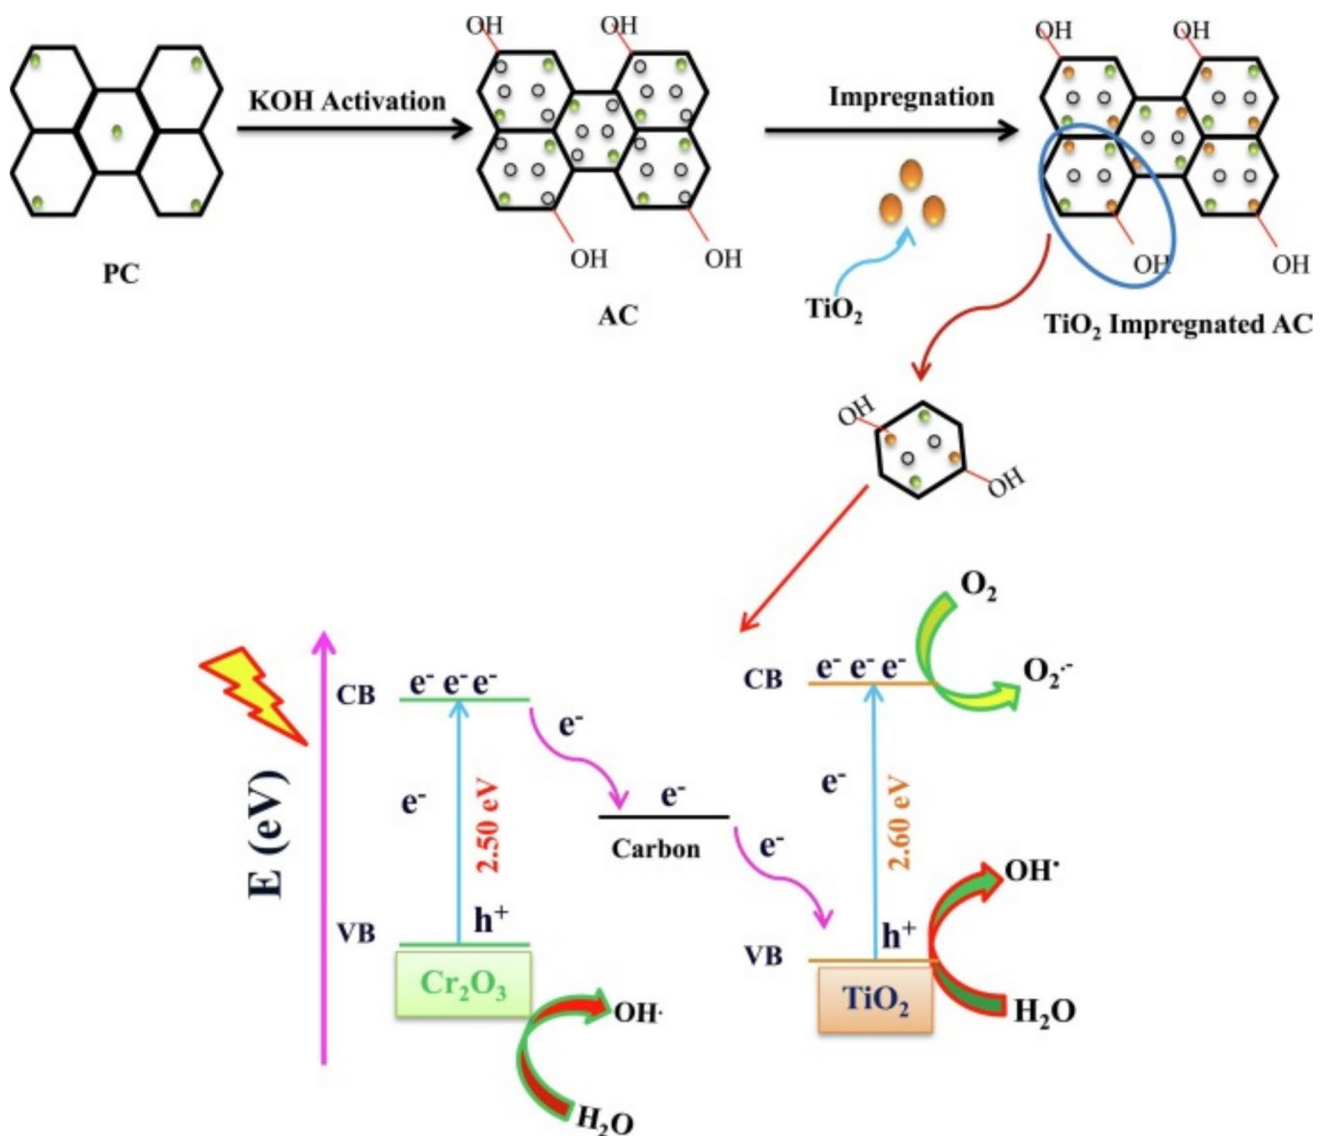 OH
OH
OH
OH
KOH Activation
Impregnation
OH
OH
OH
OH
PC
AC
TiO₂
TiO₂ Impregnated AC
OH
OH
O₂
CB
e⁻ e⁻ e⁻
CB
e⁻ e⁻ e⁻
O₂·⁻
e⁻
e⁻
2.50 eV
e⁻
Carbon
e⁻
e⁻
2.60 eV
E (eV)
OH·
VB
h⁺
VB
h⁺
Cr₂O₃
TiO₂
OH·
H₂O
H₂O